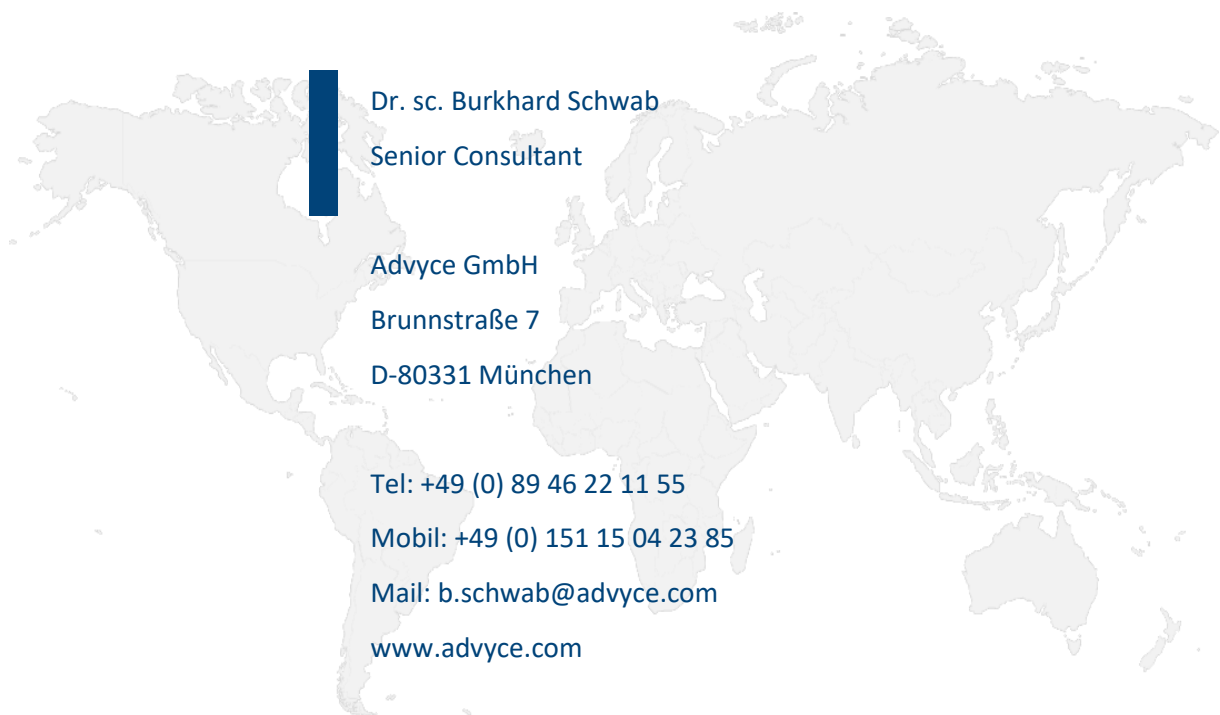 Dr. sc. Burkhard Schwab
Senior Consultant
Advyce GmbH
Brunnstraße 7
D-80331 München
Tel: +49 (0) 89 46 22 11 55
Mobil: +49 (0) 151 15 04 23 85
Mail: b.schwab@advyce.com
www.advyce.com